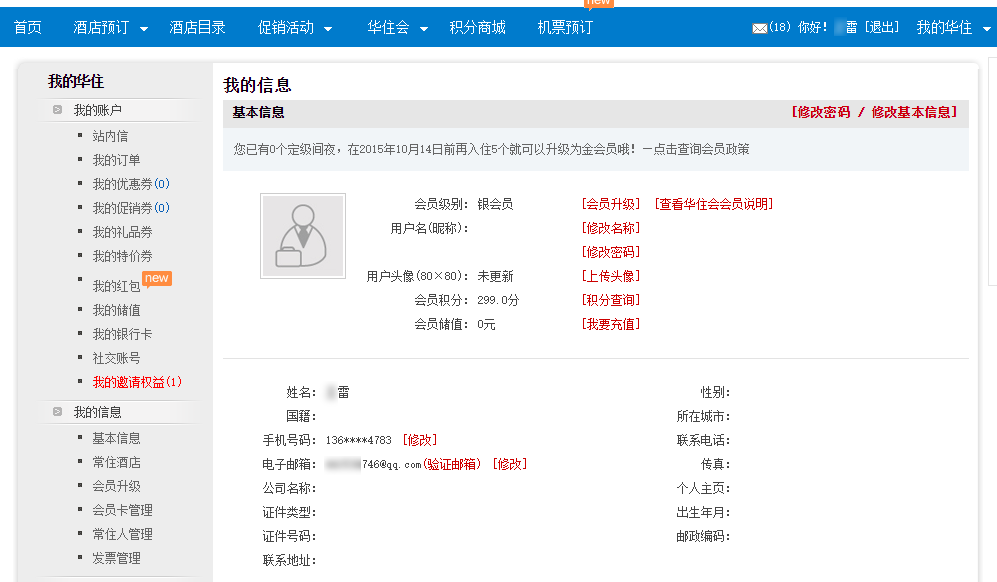 new
首页 酒店预订 酒店目录 促销活动 华住会 积分商城 机票预订 (18) 你好! 雷 [退出] 我的华住
我的华住
我的账户
站内信
我的订单
我的优惠券(0)
我的促销券(0)
我的礼品券
我的特价券
我的红包 new
我的储值
我的银行卡
社交账号
我的邀请权益(1)
我的信息
基本信息
常住酒店
会员升级
会员卡管理
常住人管理
发票管理
我的信息
基本信息 [修改密码 / 修改基本信息]
您已有0个定级间夜，在2015年10月14日前再入住5个就可以升级为金会员哦！—点击查询会员政策
会员级别： 银会员 [会员升级] [查看华住会会员说明]
用户名(昵称)： [修改名称]
[修改密码]
用户头像(80×80)： 未更新 [上传头像]
会员积分： 299.0分 [积分查询]
会员储值： 0元 [我要充值]
姓名： 雷 性别：
国籍： 所在城市：
手机号码： 136****4783 [修改] 联系电话：
电子邮箱： 746@qq.com(验证邮箱) [修改] 传真：
公司名称： 个人主页：
证件类型： 出生年月：
证件号码： 邮政编码：
联系地址：